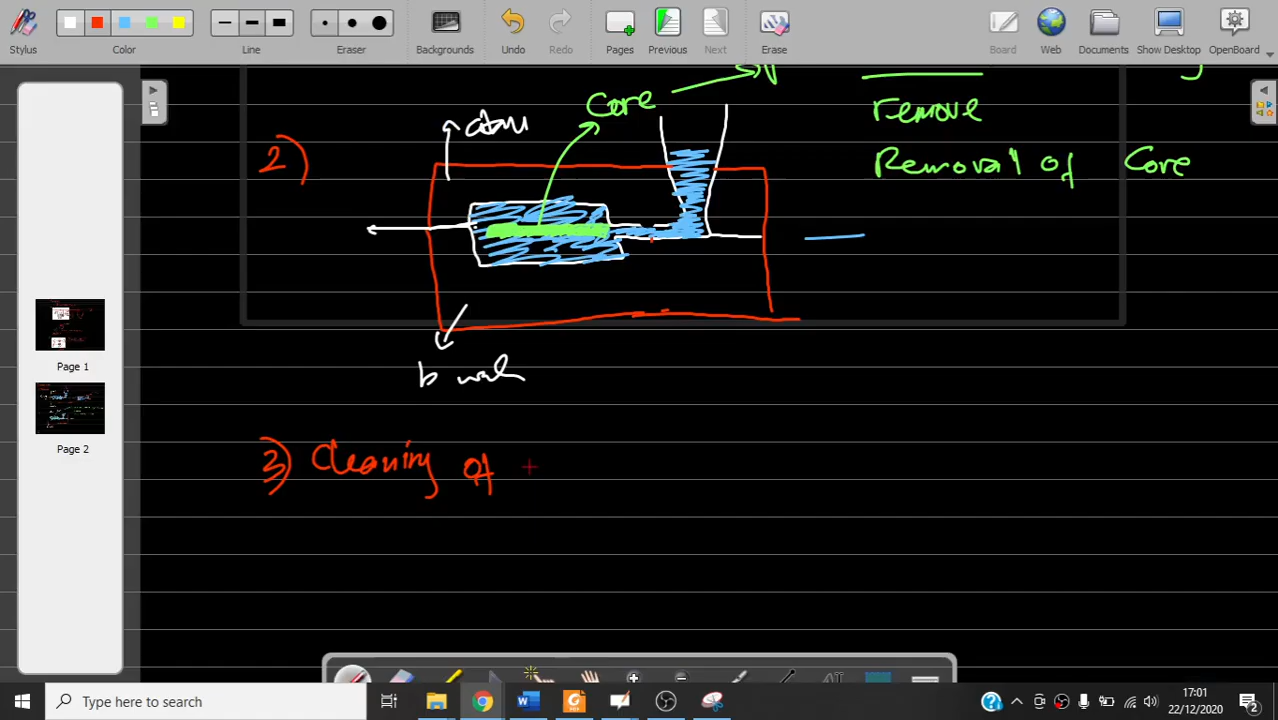 Stylus
Color
Line
Eraser
Backgrounds
Undo
Redo
Pages
Previous
Next
Erase
Board
Web
Documents
Show Desktop
OpenBoard
Core
remove
Removal of Core
2)
Page 1
Page 2
b
3) Cleaning of
Type here to search
17:01
22/12/2020
2